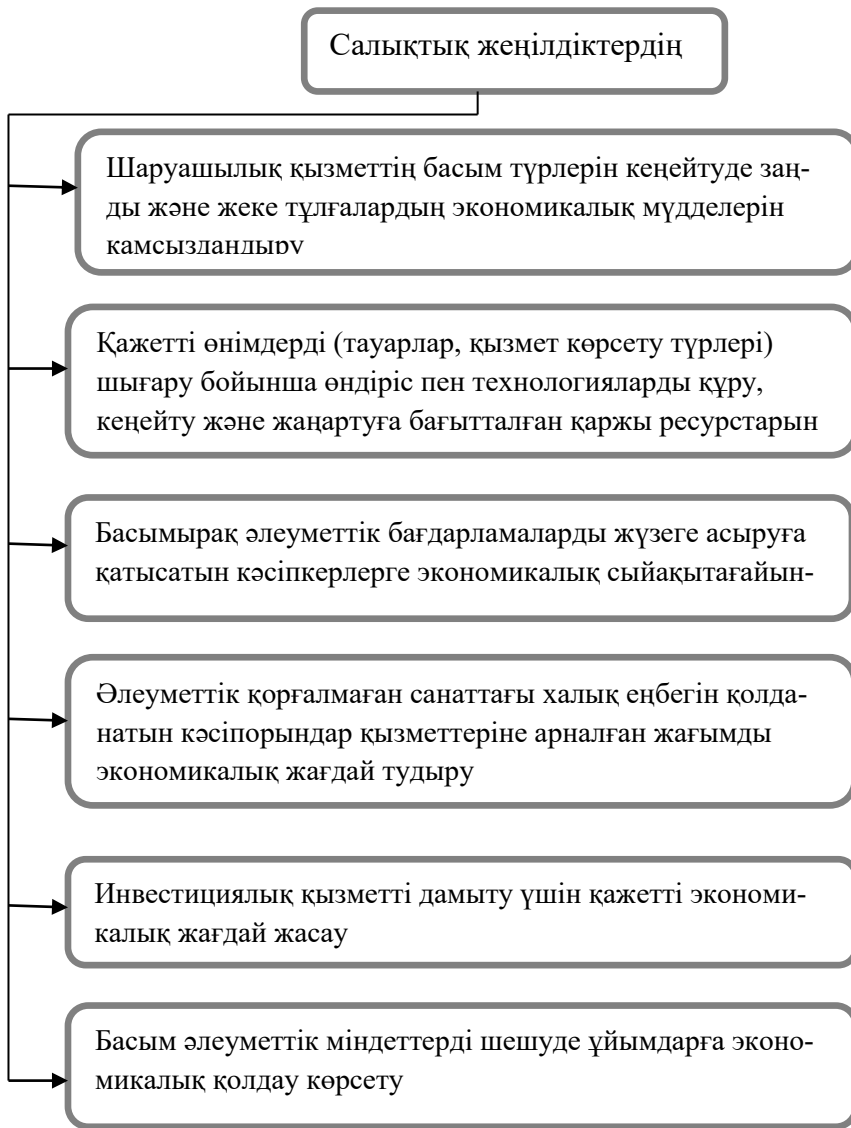 Салықтық жеңілдіктердің
Шаруашылық қызметтің басым түрлерін кеңейтуде заң-
ды және жеке тұлғалардың экономикалық мүдделерін
қамсыздандыру
Қажетті өнімдерді (тауарлар, қызмет көрсету түрлері)
шығару бойынша өндіріс пен технологияларды құру,
кеңейту және жаңартуға бағытталған қаржы ресурстарын
Басымырақ әлеуметтік бағдарламаларды жүзеге асыруға
қатысатын кәсіпкерлерге экономикалық сыйақытағайын-
Әлеуметтік қорғалмаған санаттағы халық еңбегін қолда-
натын кәсіпорындар қызметтеріне арналған жағымды
экономикалық жағдай тудыру
Инвестициялық қызметті дамыту үшін қажетті экономи-
калық жағдай жасау
Басым әлеуметтік міндеттерді шешуде ұйымдарға эконо-
микалық қолдау көрсету